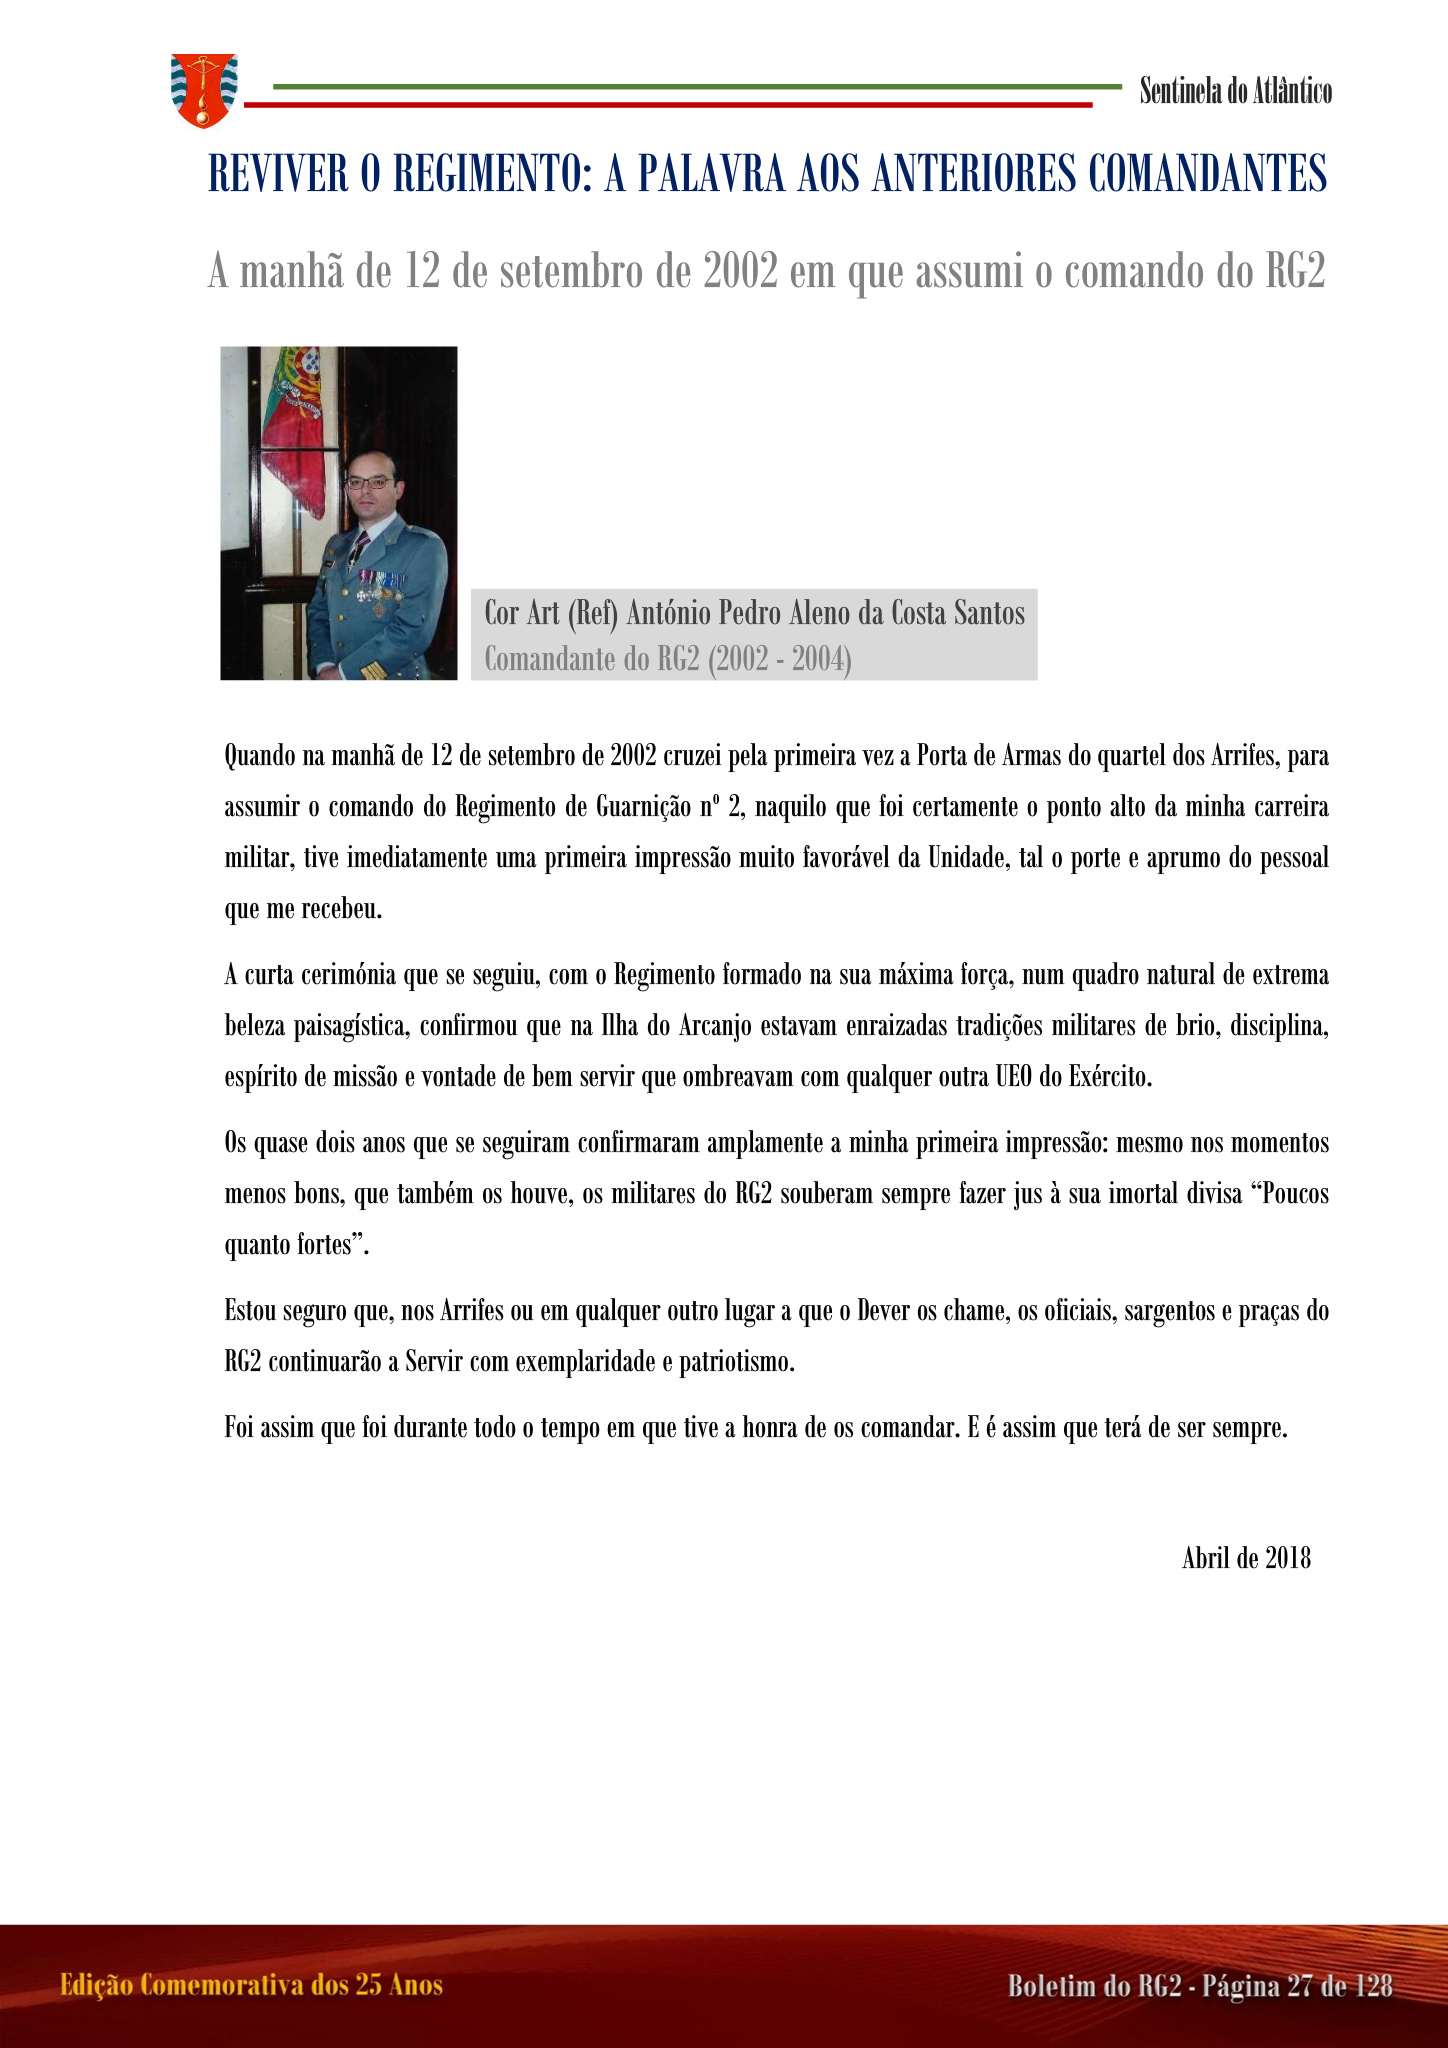 Sentinela do Atlântico
REVIVER O REGIMENTO: A PALAVRA AOS ANTERIORES COMANDANTES
A manhã de 12 de setembro de 2002 em que assumi o comando do RG2
Cor Art (Ref) António Pedro Aleno da Costa Santos
Comandante do RG2 (2002 - 2004)
Quando na manhã de 12 de setembro de 2002 cruzei pela primeira vez a Porta de Armas do quartel dos Arrifes, para
assumir o comando do Regimento de Guarnição nº 2, naquilo que foi certamente o ponto alto da minha carreira
militar, tive imediatamente uma primeira impressão muito favorável da Unidade, tal o porte e aprumo do pessoal
que me recebeu.
A curta cerimónia que se seguiu, com o Regimento formado na sua máxima força, num quadro natural de extrema
beleza paisagística, confirmou que na Ilha do Arcanjo estavam enraizadas tradições militares de brio, disciplina,
espírito de missão e vontade de bem servir que ombreavam com qualquer outra UEO do Exército.
Os quase dois anos que se seguiram confirmaram amplamente a minha primeira impressão: mesmo nos momentos
menos bons, que também os houve, os militares do RG2 souberam sempre fazer jus à sua imortal divisa “Poucos
quanto fortes”.
Estou seguro que, nos Arrifes ou em qualquer outro lugar a que o Dever os chame, os oficiais, sargentos e praças do
RG2 continuarão a Servir com exemplaridade e patriotismo.
Foi assim que foi durante todo o tempo em que tive a honra de os comandar. E é assim que terá de ser sempre.
Abril de 2018
Edição Comemorativa dos 25 Anos
Boletim do RG2 - Página 27 de 128